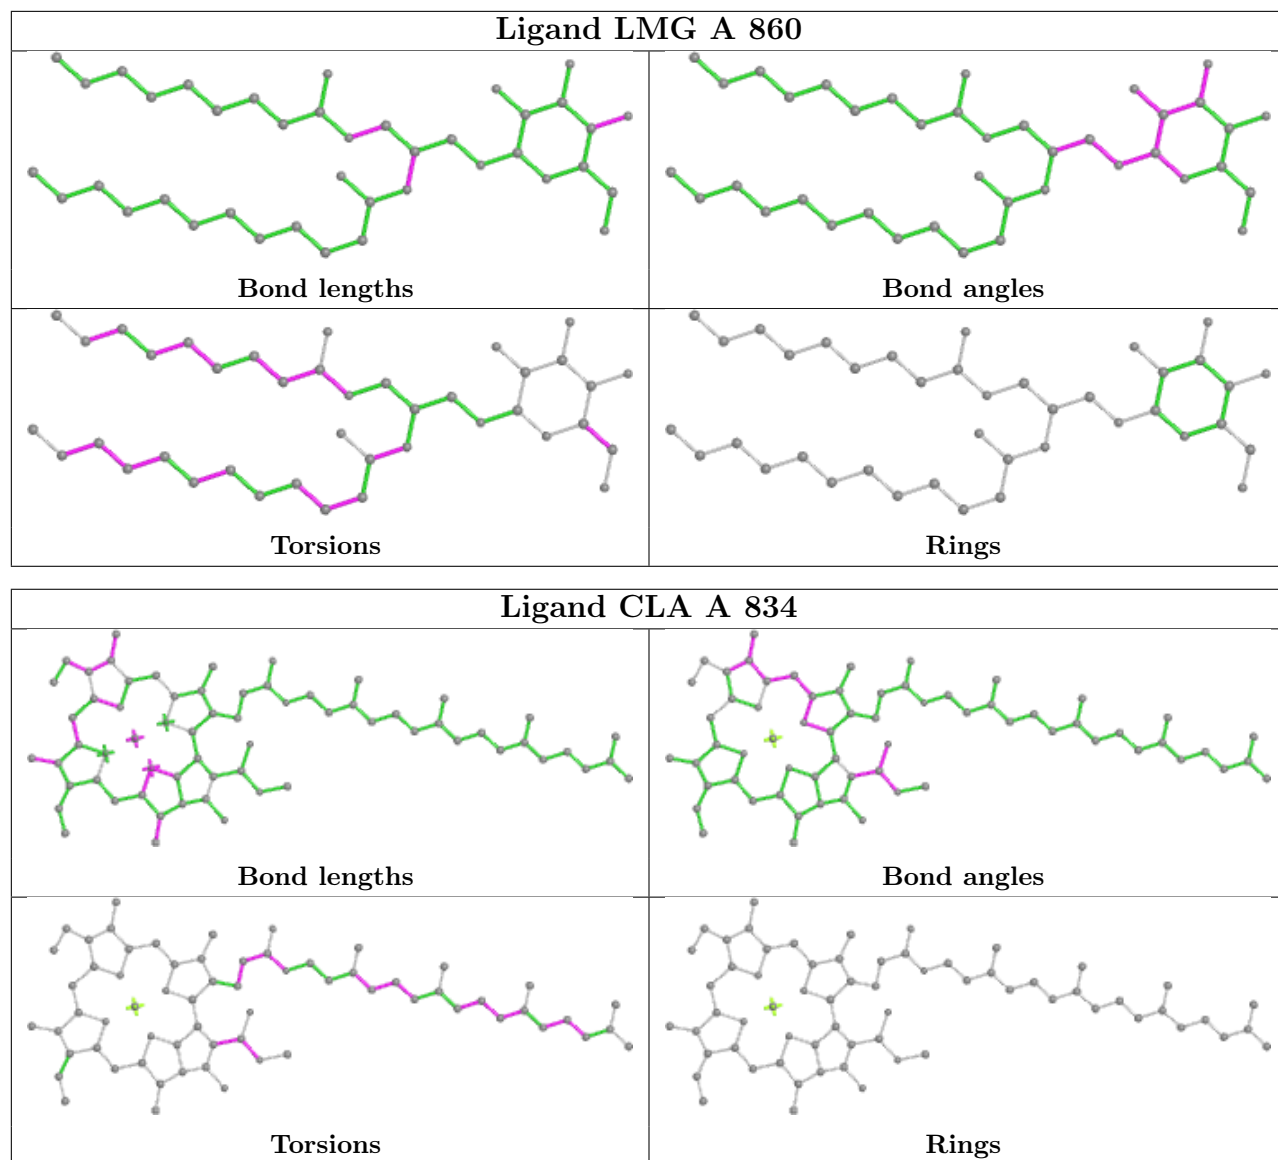 Ligand LMG A 860
Bond lengths
Bond angles
Torsions
Rings
Ligand CLA A 834
Bond lengths
Bond angles
Torsions
Rings